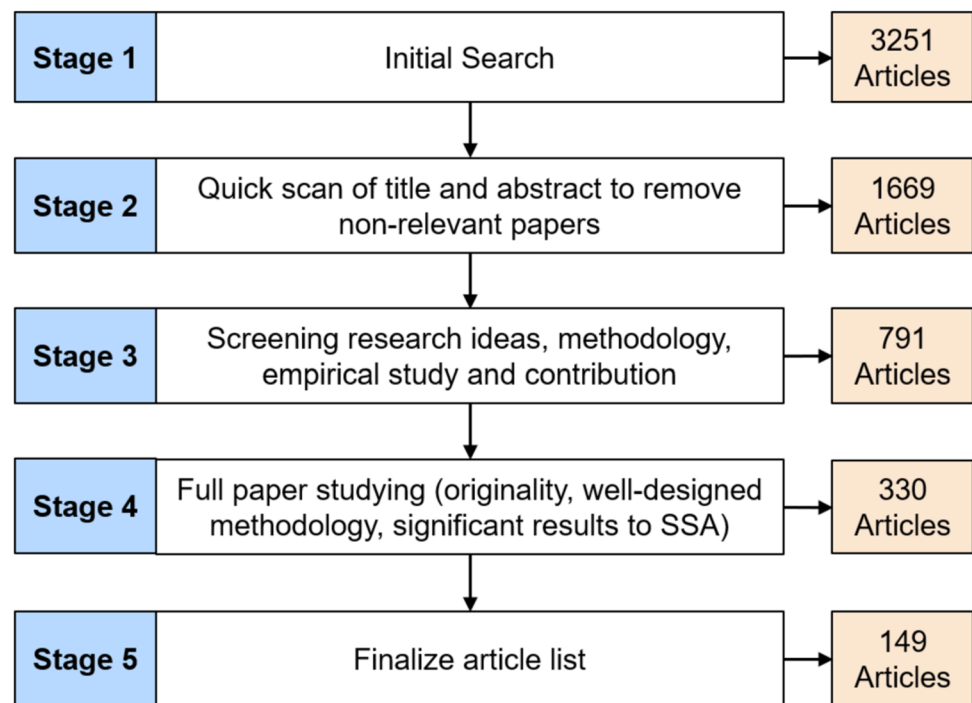 Stage 1
Initial Search
3251
Articles
Stage 2
Quick scan of title and abstract to remove
non-relevant papers
1669
Articles
Stage 3
Screening research ideas, methodology,
empirical study and contribution
791
Articles
Stage 4
Full paper studying (originality, well-designed
methodology, significant results to SSA)
330
Articles
Stage 5
Finalize article list
149
Articles